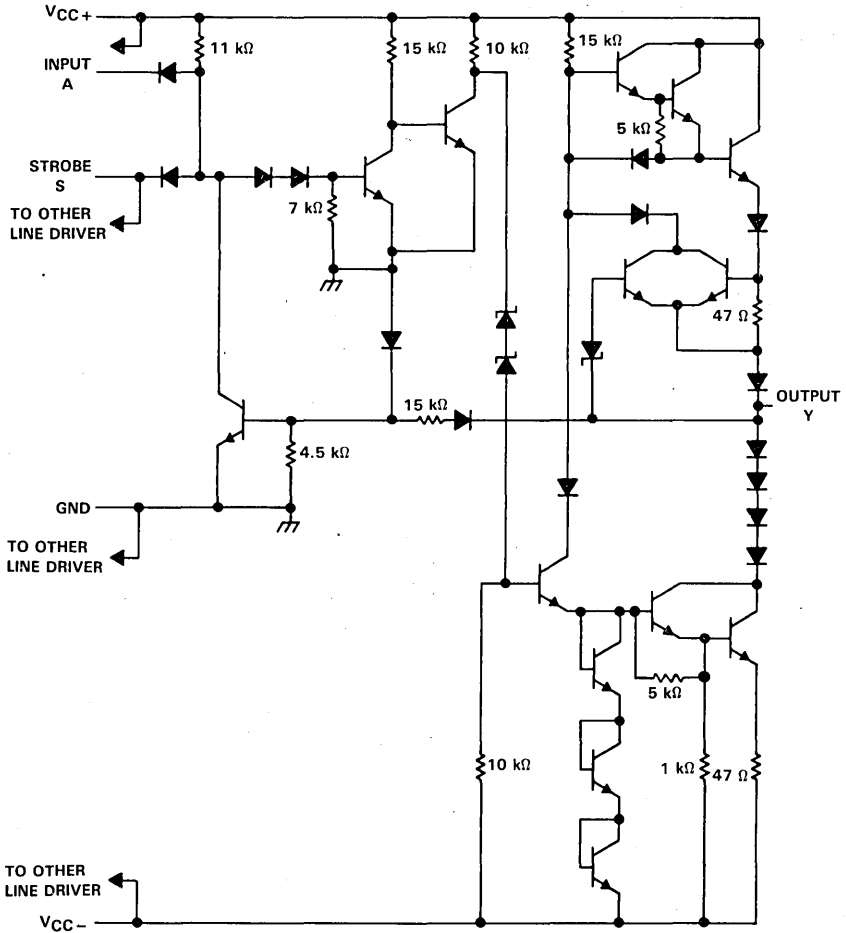 VCC+
11 kΩ
15 kΩ
10 kΩ
15 kΩ
INPUT
A
5 kΩ
STROBE
S
7 kΩ
TO OTHER
LINE DRIVER
47 Ω
15 kΩ
OUTPUT
Y
4.5 kΩ
GND
TO OTHER
LINE DRIVER
5 kΩ
10 kΩ
1 kΩ
47 Ω
TO OTHER
LINE DRIVER
VCC−